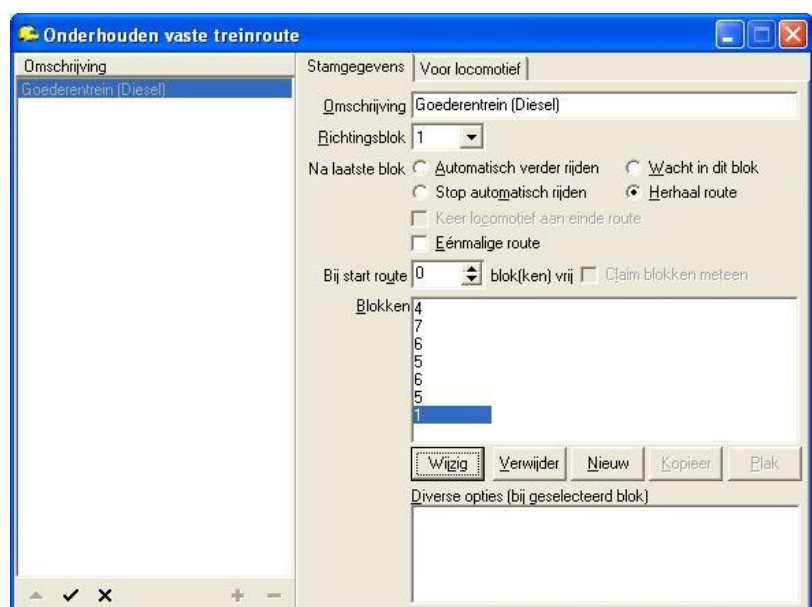 Onderhouden vaste treinroute
Omschrijving
Goederentrein (Diesel)
Stamgegevens
Voor locomotief
Omschrijving Goederentrein (Diesel)
Richtingsblok 1
Na laatste blok Automatisch verder rijden Wacht in dit blok
Stop automatisch rijden Herhaal route
Keer locomotief aan einde route
Eénmalige route
Bij start route 0 blok(ken) vrij Claim blokken meteen
Blokken 4
7
6
5
6
5
1
Wijzig Verwijder Nieuw Kopieer Plak
Diverse opties (bij geselecteerd blok)